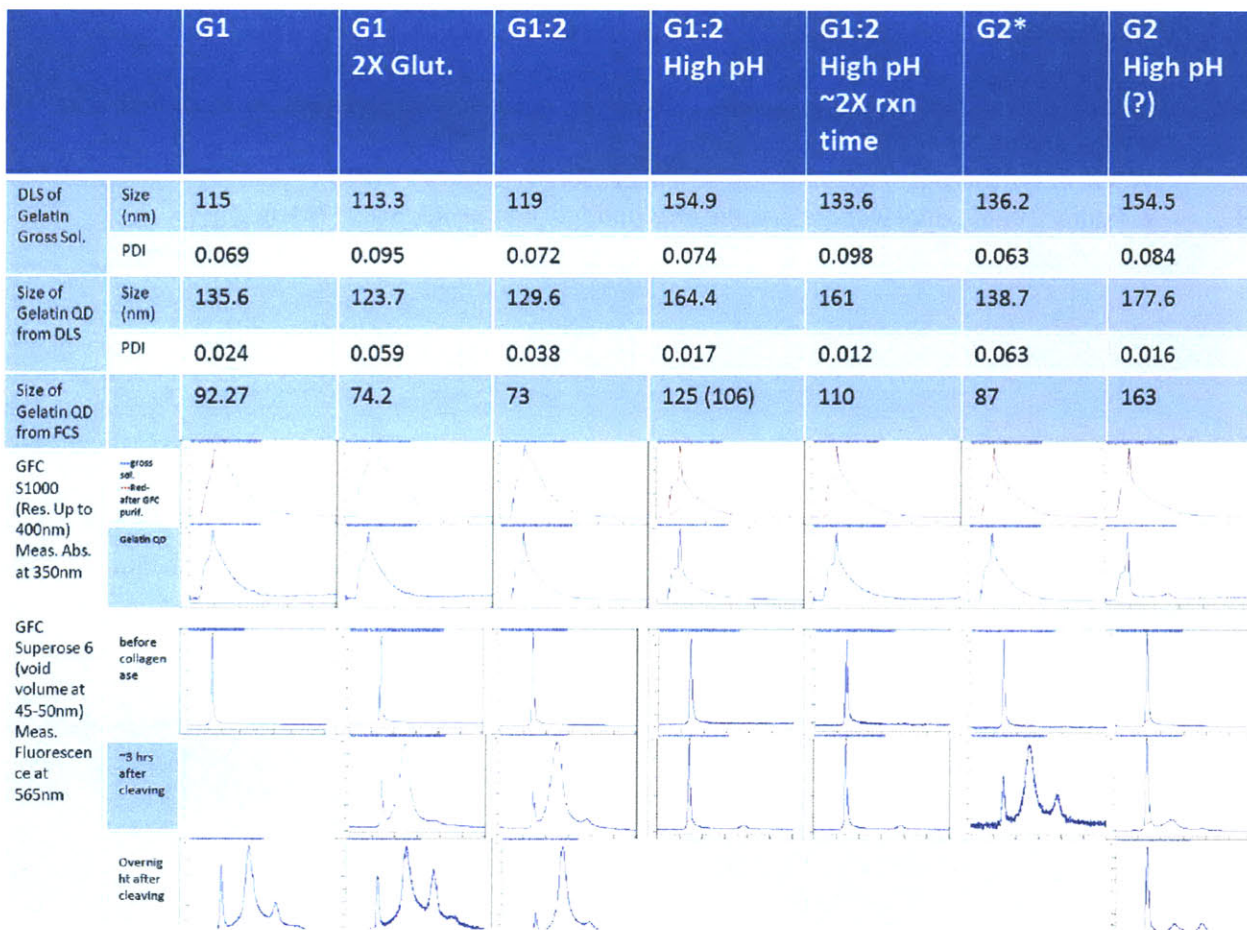 G1
G1
2X Glut.
G1:2
G1:2
High pH
G1:2
High pH
~2X rxn
time
G2*
G2
High pH
(?)
DLS of
Gelatin
Gross Sol.
Size
(nm)
115
113.3
119
154.9
133.6
136.2
154.5
PDI
0.069
0.095
0.072
0.074
0.098
0.063
0.084
Size of
Gelatin QD
from DLS
Size
(nm)
135.6
123.7
129.6
164.4
161
138.7
177.6
PDI
0.024
0.059
0.038
0.017
0.012
0.063
0.016
Size of
Gelatin QD
from FCS
92.27
74.2
73
125 (106)
110
87
163
GFC
S1000
(Res. Up to
400nm)
Meas. Abs.
at 350nm
---gross
sol.
---Red-
after GFC
purif.
Gelatin QD
GFC
Superose 6
(void
volume at
45-50nm)
Meas.
Fluorescen
ce at
565nm
before
collagen
ase
~3 hrs
after
cleaving
Overnig
ht after
cleaving